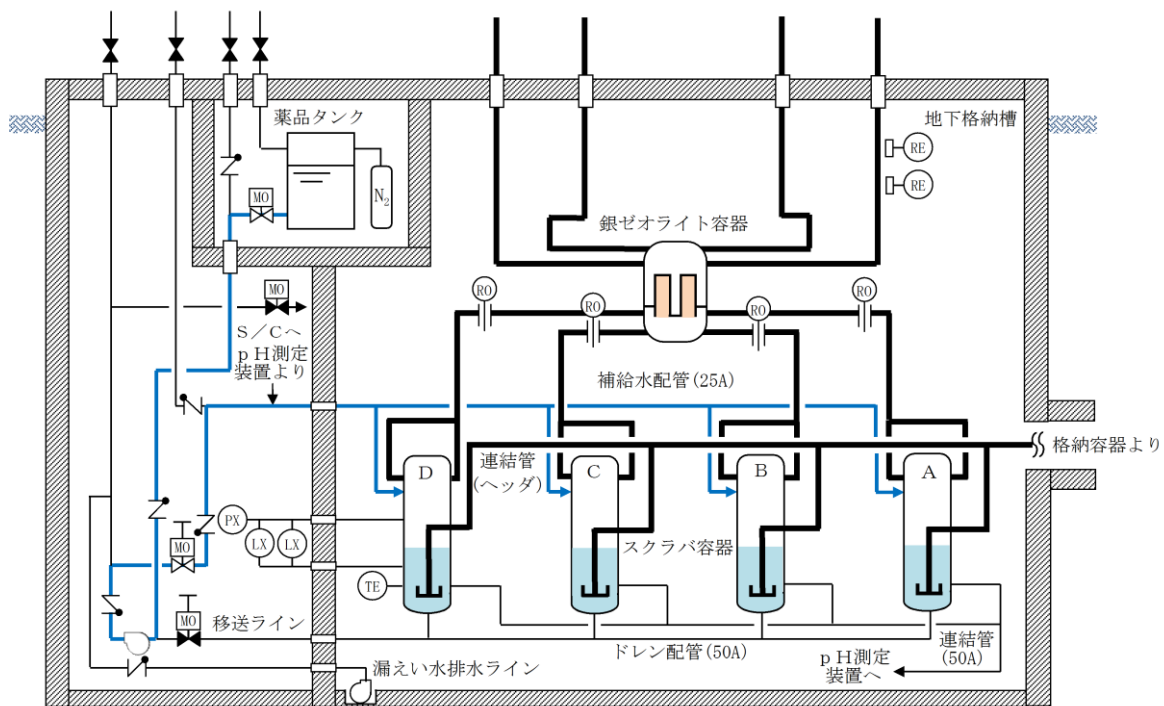 薬品タンク
地下格納槽
RE
RE
MO
N₂
銀ゼオライト容器
MO
RO
RO
RO
RO
S/Cへ
pH測定
装置より
補給水配管(25A)
連結管
(ヘッダ)
格納容器より
D
C
B
A
PX
LX
LX
スクラバ容器
MO
TE
MO
移送ライン
ドレン配管(50A)
連結管
(50A)
pH測定
装置へ
漏えい水排水ライン